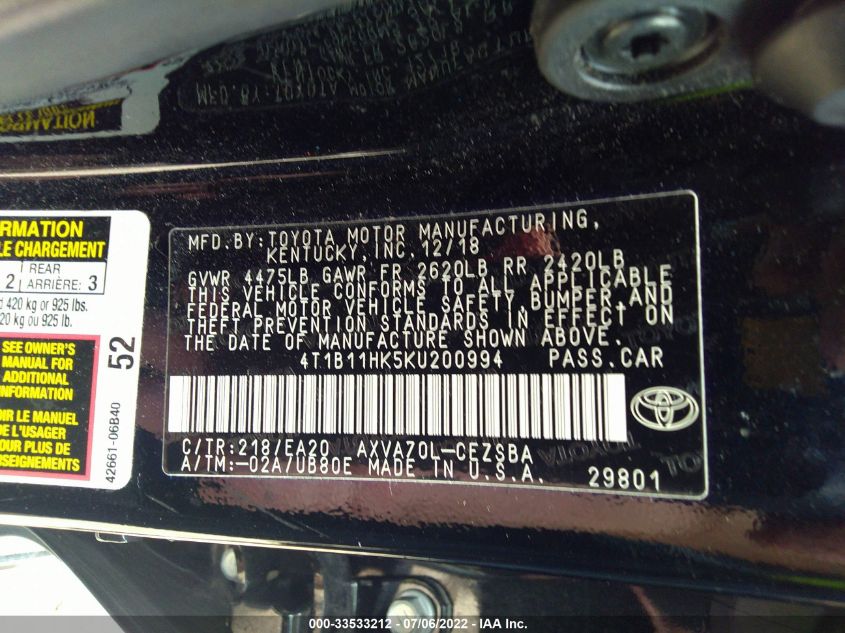 MFD.BY:TOYOTA MOTOR MANUFACTURING,
KENTUCKY,INC.12/18
GVWR 4475LB GAWR FR 2620LB RR 2420LB
THIS VEHICLE CONFORMS TO ALL APPLICABLE
FEDERAL MOTOR VEHICLE SAFETY,BUMPER,AND
THEFT PREVENTION STANDARDS IN EFFECT ON
THE DATE OF MANUFACTURE SHOWN ABOVE.
4T1B11HK5KU200994 PASS.CAR
C/TR:218/EA20 AXVA70L-CEZSBA
A/TM:-02A/UB80E MADE IN U.S.A.
29801
RMATION
LE CHARGEMENT
2 REAR
ARRIÈRE: 3
d 420 kg or 925 lbs.
20 kg ou 925 lb.
SEE OWNER'S
MANUAL FOR
ADDITIONAL
INFORMATION
OIR LE MANUEL
E L'USAGER
POUR PLUS DE
NSEIGNEMENTS
52
42661-06B40
000-33533212 - 07/06/2022 - IAA Inc.